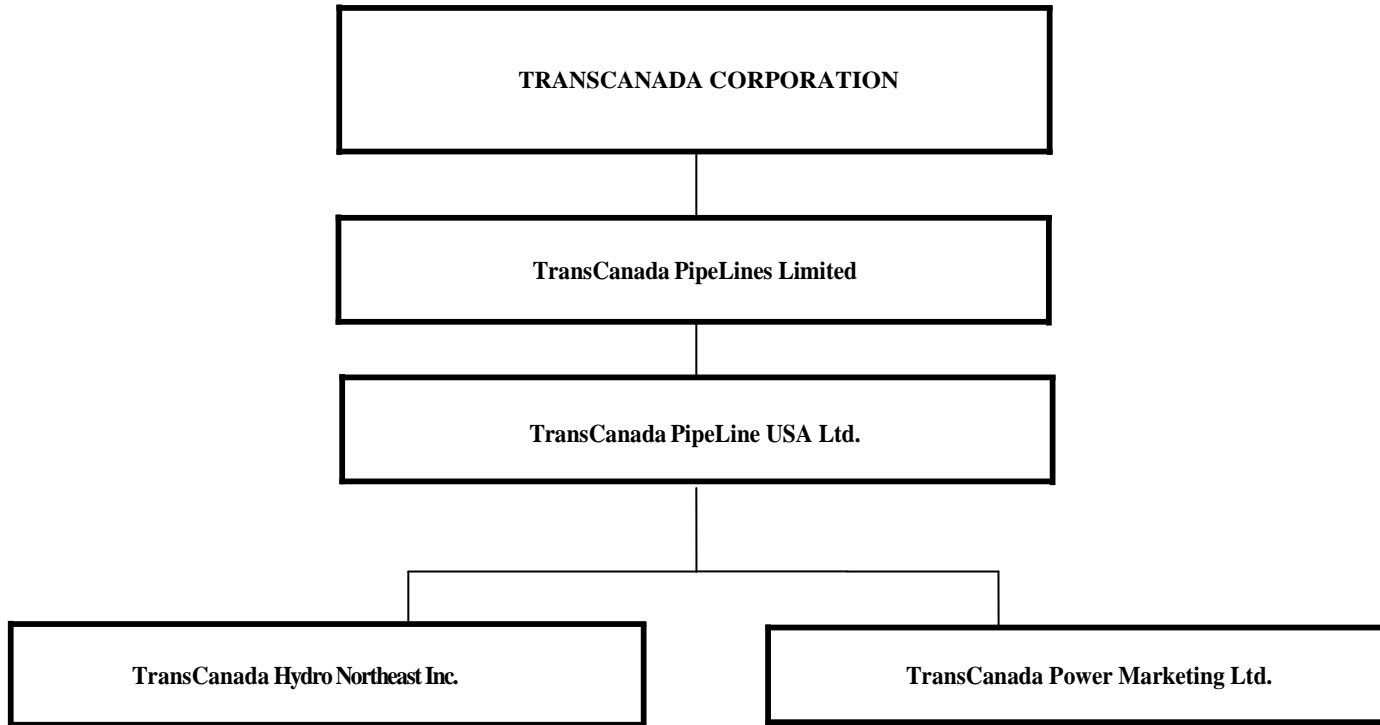 TRANSCANADA CORPORATION
TransCanada PipeLines Limited
TransCanada PipeLine USA Ltd.
TransCanada Hydro Northeast Inc.
TransCanada Power Marketing Ltd.